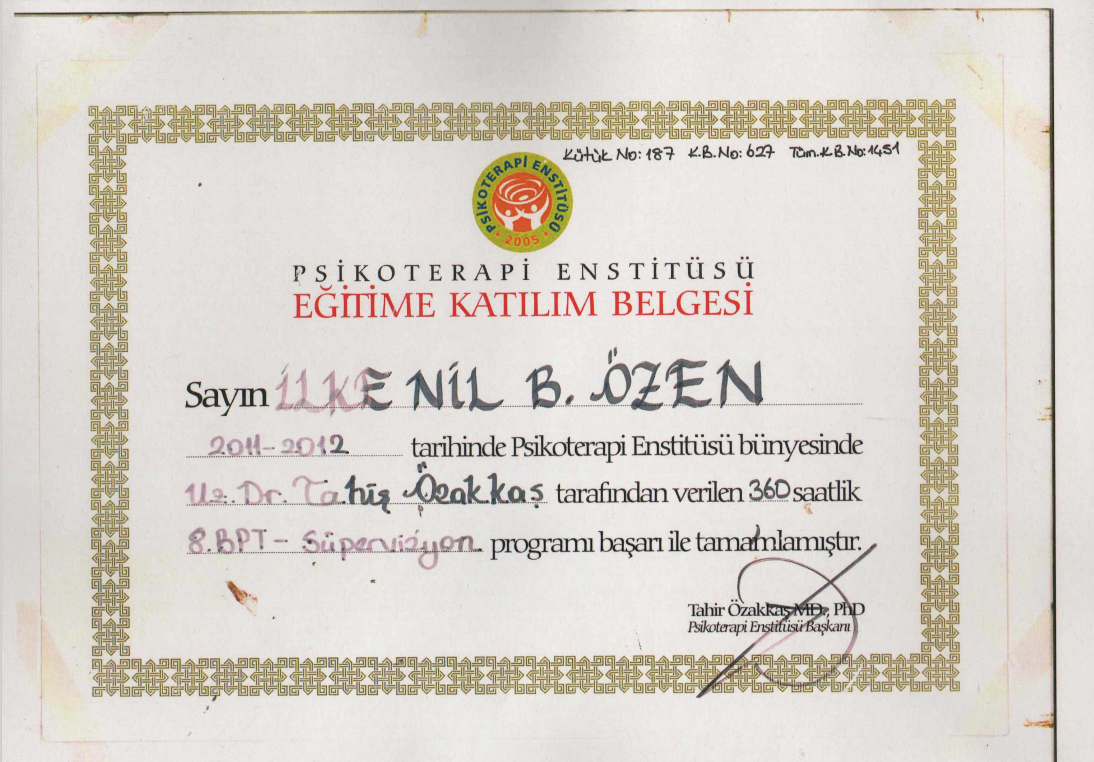 Kütük No: 187 K.B.No: 627 Tüm.K.B.No:1451
PSİKOTERAPİ ENSTİTÜSÜ
2005
PSİKOTERAPİ ENSTİTÜSÜ
EĞİTİME KATILIM BELGESİ
Sayın İLKE NİL B. ÖZEN
2011-2012 tarihinde Psikoterapi Enstitüsü bünyesinde
Uz. Dr. Tahir Özakkaş tarafından verilen 360 saatlik
8.BPT - Süpervizyon programı başarı ile tamamlamıştır.
Tahir Özakkaş MD., PhD
Psikoterapi Enstitüsü Başkanı